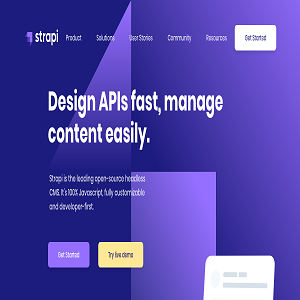 strapi Product Solutions User Stories Community Resources Get Started
Design APIs fast, manage
content easily.
Strapi is the leading open-source headless
CMS. It's 100% Javascript, fully customizable
and developer-first.
Get Started Try live demo